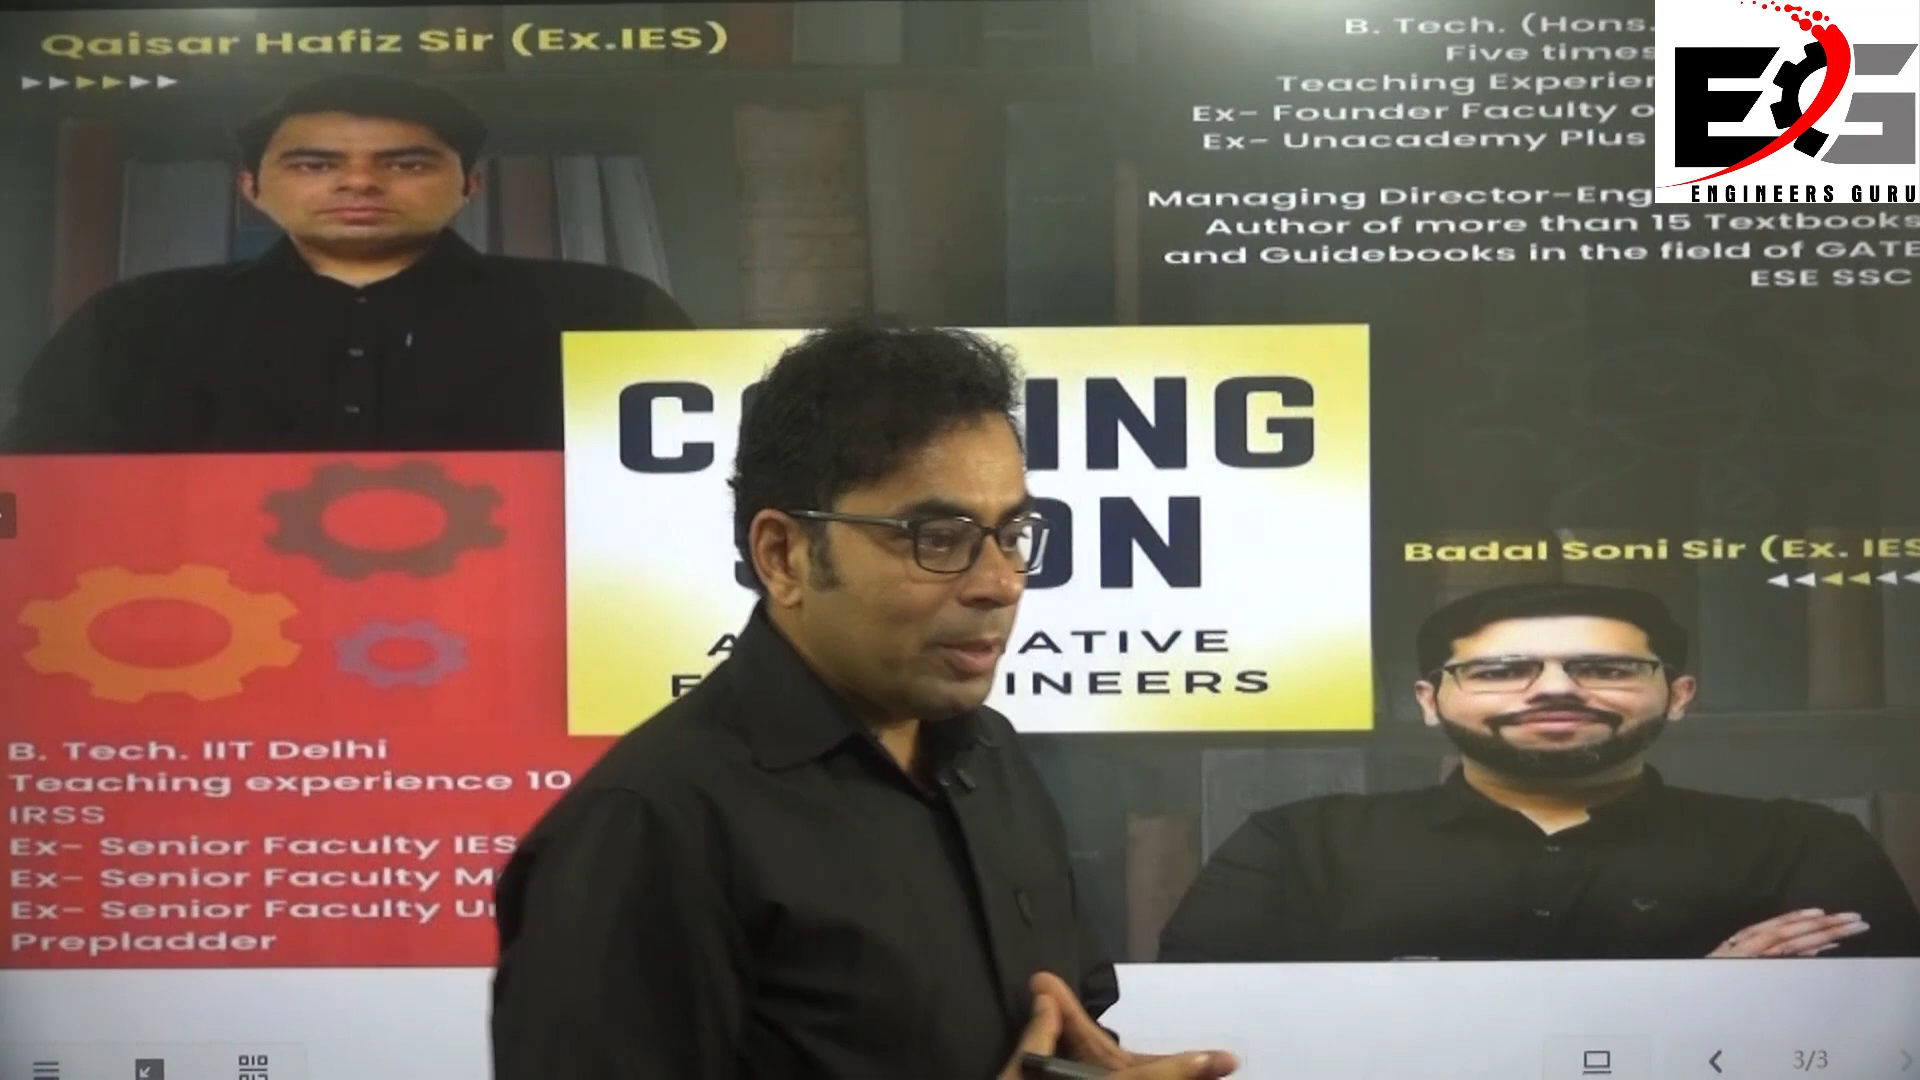 Qaisar Hafiz Sir (Ex.IES)
B. Tech. (Hons.
Five times
Teaching Experien
Ex- Founder Faculty o
Ex- Unacademy Plus
Managing Director-Eng
Author of more than 15 Textbooks
and Guidebooks in the field of GATE
ESE SSC
EGS
ENGINEERS GURU
C ING
ON
A ATIVE
F INEERS
Badal Soni Sir (Ex. IES
B. Tech. IIT Delhi
Teaching experience 10
IRSS
Ex- Senior Faculty IES
Ex- Senior Faculty M
Ex- Senior Faculty U
Prepladder
3/3